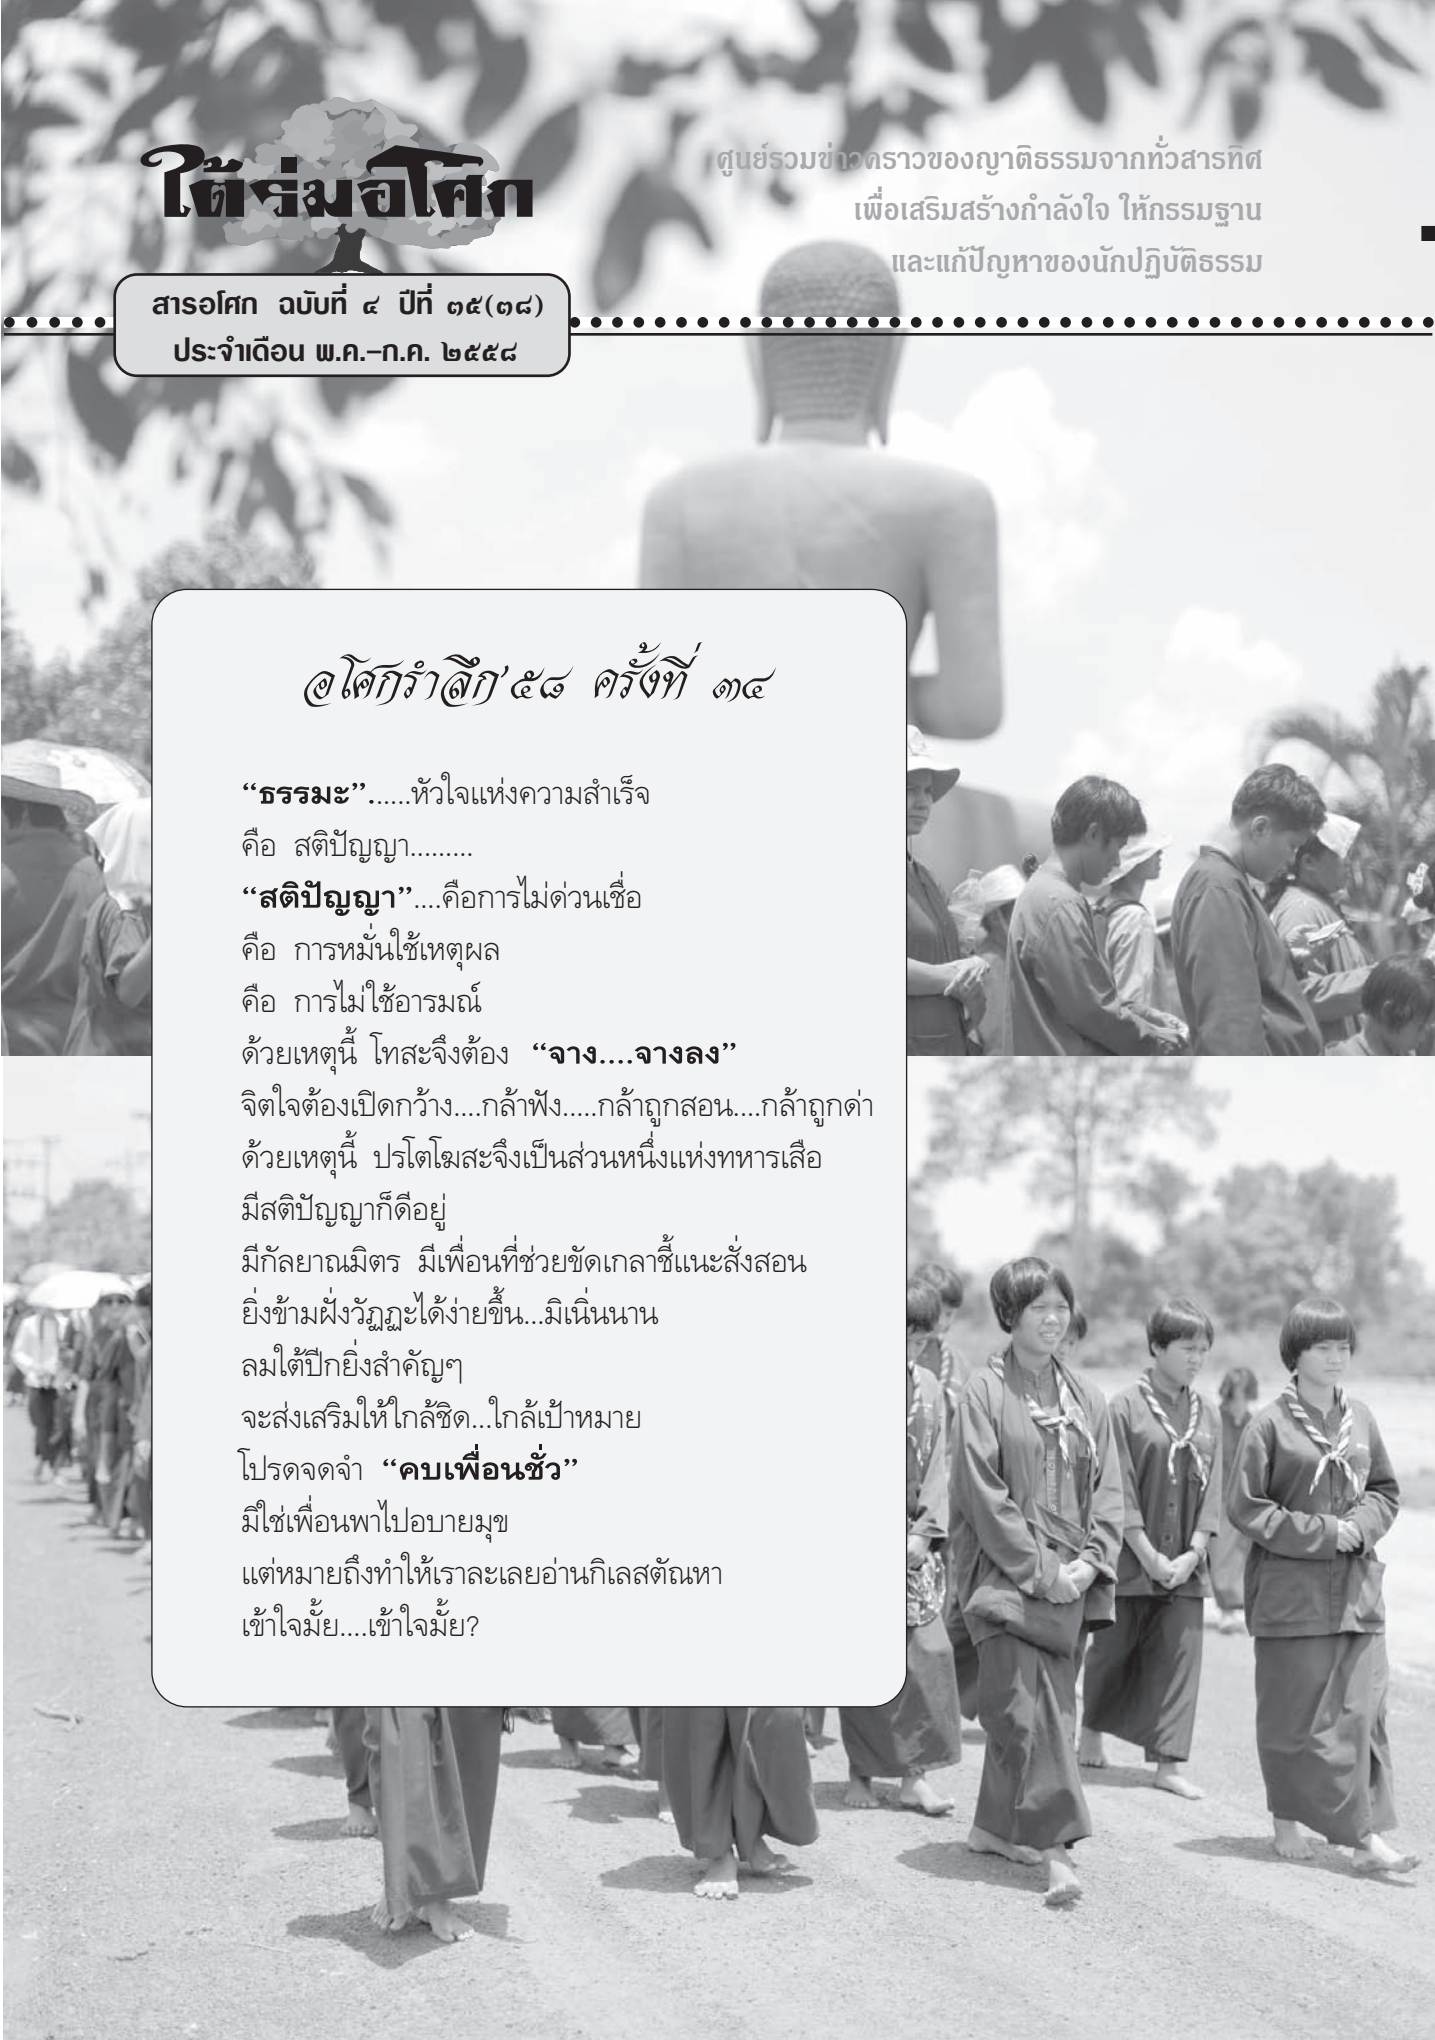 ใต้ร่มอโศก
ศูนย์รวมข่าวคราวของญาติธรรมจากทั่วสารทิศ
เพื่อเสริมสร้างกำลังใจ ให้กรรมฐาน
และแก้ปัญหาของนักปฏิบัติธรรม
สารอโศก ฉบับที่ ๔ ปีที่ ๓๕(๓๘)
ประจำเดือน พ.ค.–ก.ค. ๒๕๕๘
อโศกรำลึก’๕๘ ครั้งที่ ๓๔
“ธรรมะ”......หัวใจแห่งความสำเร็จ
คือ สติปัญญา.........
“สติปัญญา”....คือการไม่ด่วนเชื่อ
คือ การหมั่นใช้เหตุผล
คือ การไม่ใช้อารมณ์
ด้วยเหตุนี้ โทสะจึงต้อง “จาง....จางลง”
จิตใจต้องเปิดกว้าง....กล้าฟัง.....กล้าถูกสอน....กล้าถูกด่า
ด้วยเหตุนี้ ปรโตโฆสะจึงเป็นส่วนหนึ่งแห่งทหารเสือ
มีสติปัญญาก็ดีอยู่
มีกัลยาณมิตร มีเพื่อนที่ช่วยขัดเกลาชี้แนะสั่งสอน
ยิ่งข้ามฝั่งวัฏฏะได้ง่ายขึ้น...มิเนิ่นนาน
ลมใต้ปีกยิ่งสำคัญๆ
จะส่งเสริมให้ใกล้ชิด...ใกล้เป้าหมาย
โปรดจดจำ “คบเพื่อนชั่ว”
มิใช่เพื่อนพาไปอบายมุข
แต่หมายถึงทำให้เราละเลยอ่านกิเลสตัณหา
เข้าใจมั้ย....เข้าใจมั้ย?